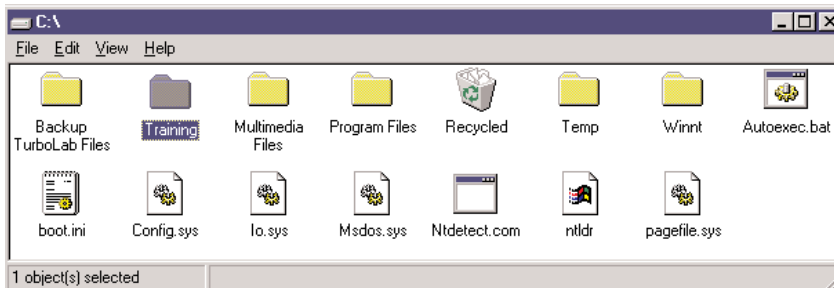 C:\
File Edit View Help
Backup TurboLab Files Training Multimedia Files Program Files Recycled Temp Winnt Autoexec.bat
boot.ini Config.sys Io.sys Msdos.sys Ntdetect.com ntldr pagefile.sys
1 object(s) selected